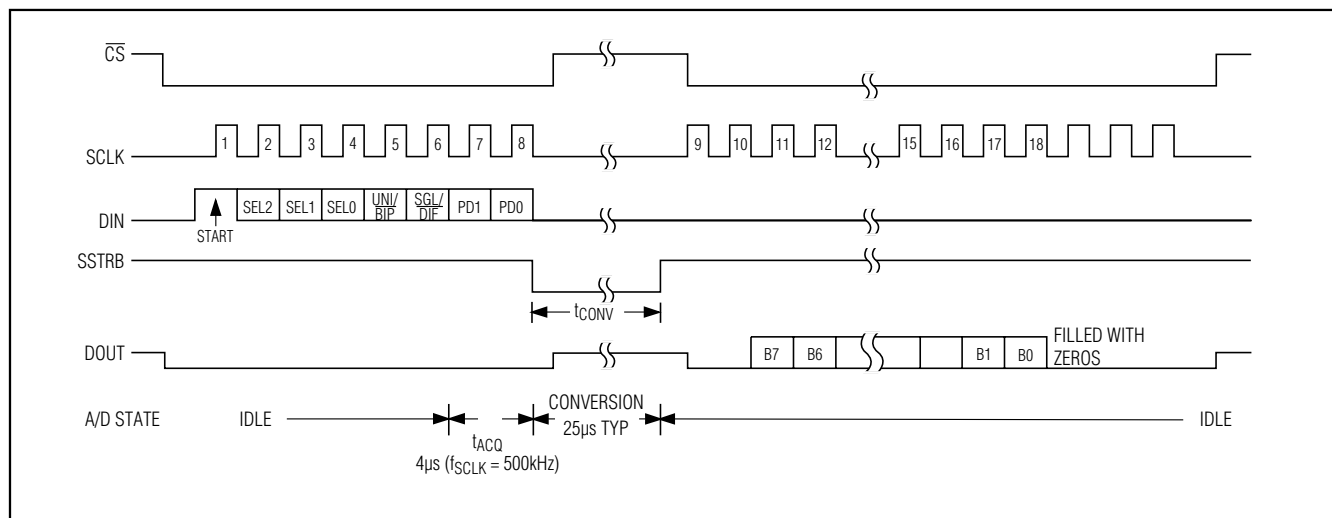 CS
SCLK
1 2 3 4 5 6 7 8 9 10 11 12 15 16 17 18
DIN
START
SEL2 SEL1 SEL0 UNI/ BIP SGL/ DIF PD1 PD0
SSTRB
tCONV
DOUT
B7 B6 B1 B0 FILLED WITH
ZEROS
A/D STATE IDLE CONVERSION IDLE
25µs TYP
tACQ
4µs (fSCLK = 500kHz)